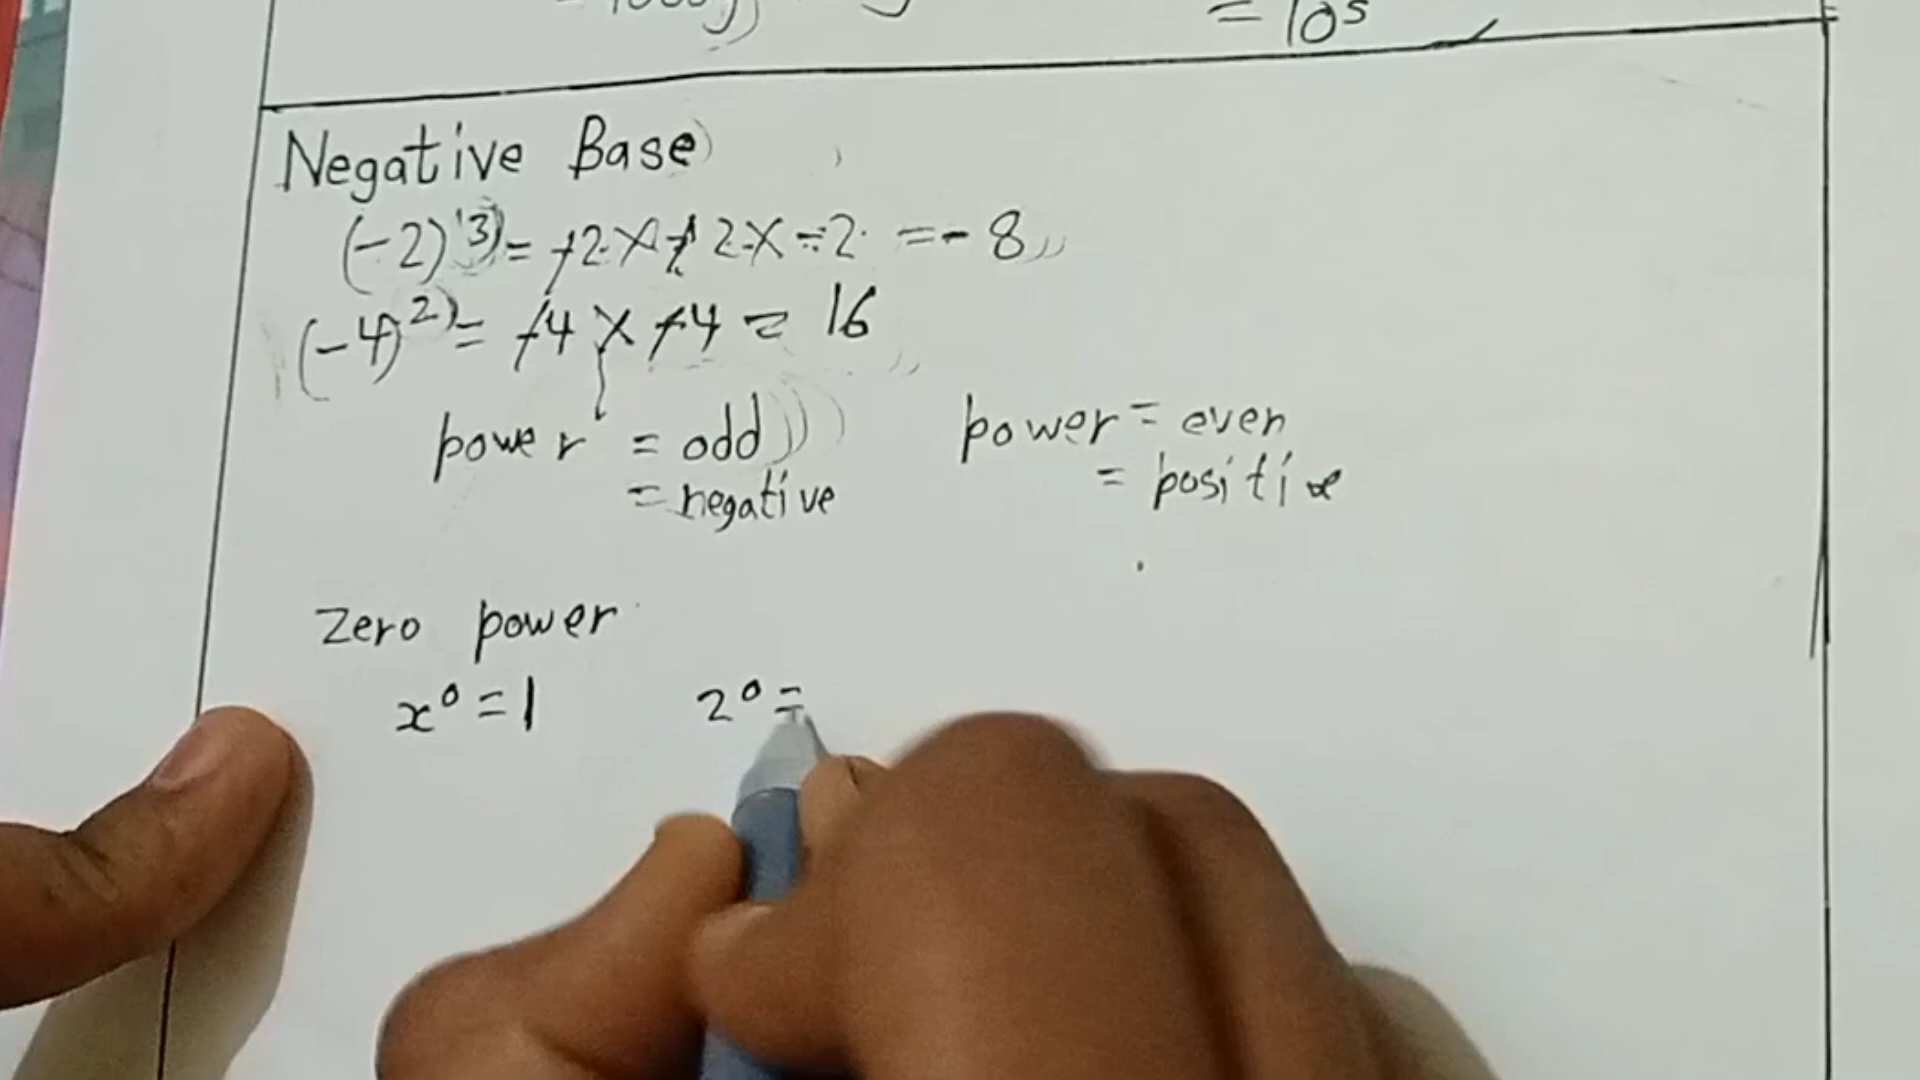 = 10⁵
Negative Base
(-2)³ = -2 × -2 × -2 = -8
(-4)² = -4 × -4 = 16
power = odd
= negative
power = even
= positive
Zero power
x⁰ = 1
2⁰ =